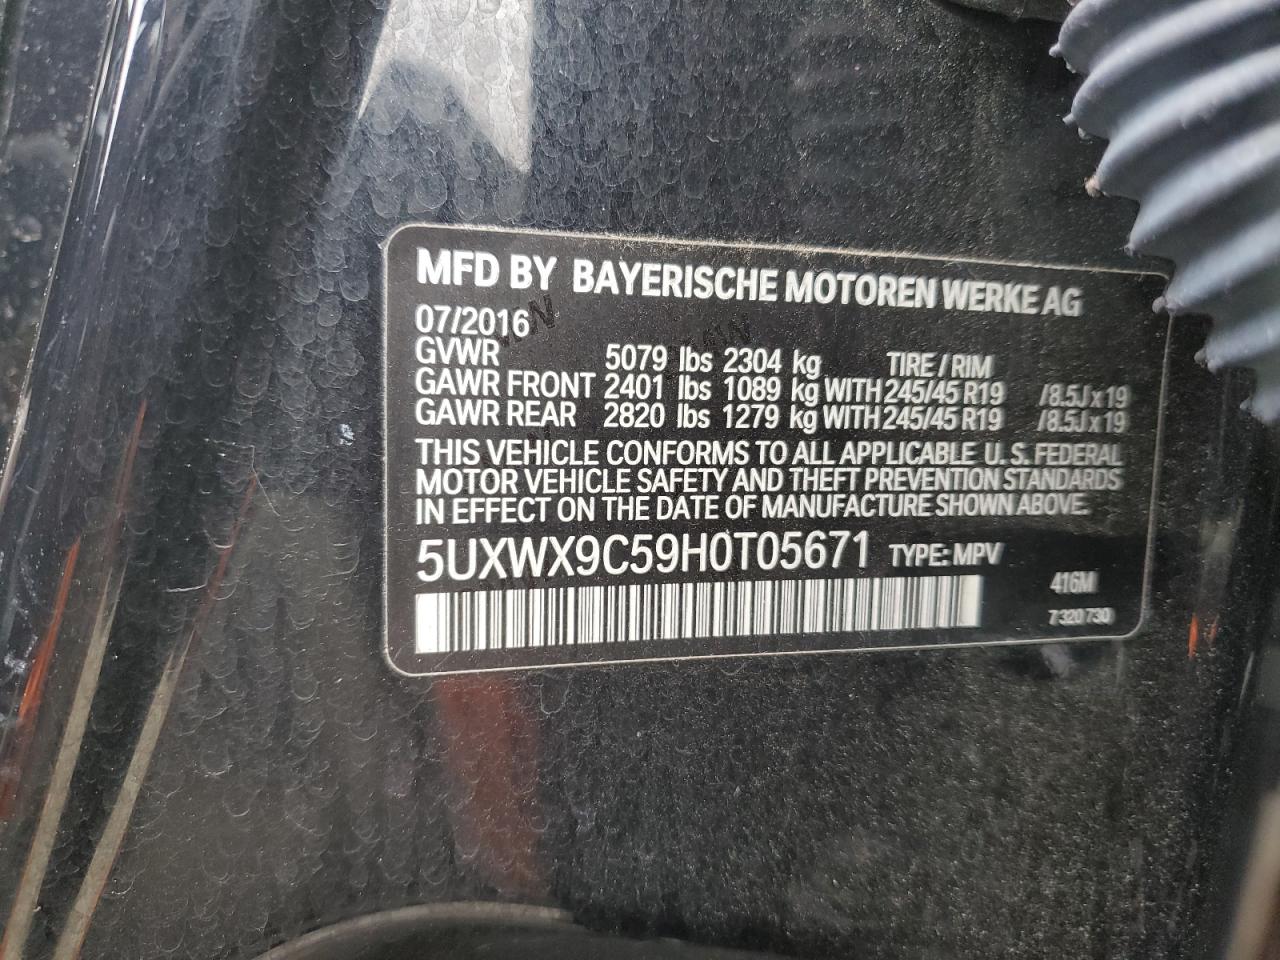 MFD BY BAYERISCHE MOTOREN WERKE AG
07/2016
GVWR 5079 lbs 2304 kg TIRE / RIM
GAWR FRONT 2401 lbs 1089 kg WITH 245/45 R19 /8.5J x 19
GAWR REAR 2820 lbs 1279 kg WITH 245/45 R19 /8.5J x 19
THIS VEHICLE CONFORMS TO ALL APPLICABLE U.S. FEDERAL
MOTOR VEHICLE SAFETY AND THEFT PREVENTION STANDARDS
IN EFFECT ON THE DATE OF MANUFACTURE SHOWN ABOVE.
5UXWX9C59H0T05671 TYPE: MPV
416M
7320730